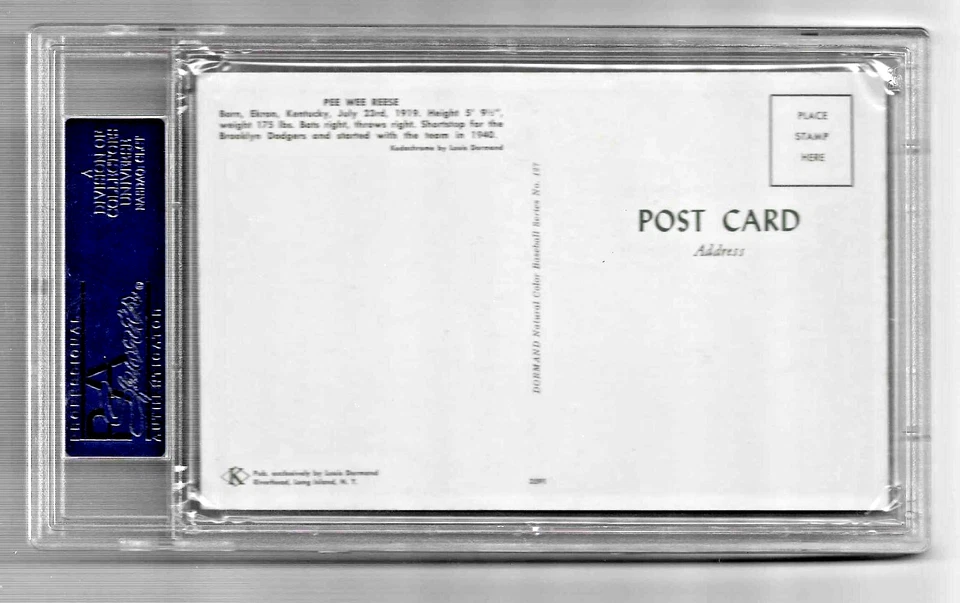 PEE WEE REESE
Born, Ekron, Kentucky, July 23rd, 1919. Height 5' 9½",
weight 175 lbs. Bats right, throws right. Shortstop for the
Brooklyn Dodgers and started with the team in 1940.
Kodachrome by Louis Dormand
PLACE
STAMP
HERE
POST CARD
Address
DORMAND Natural Color Baseball Series No.
K
Pub. exclusively by Louis Dormand
Riverhead, Long Island, N. Y.
A
DIVISION OF
COLLECTORS
UNIVERSE
NASDAQ: CLCT
PROFESSIONAL
PSA
AUTHENTICATOR